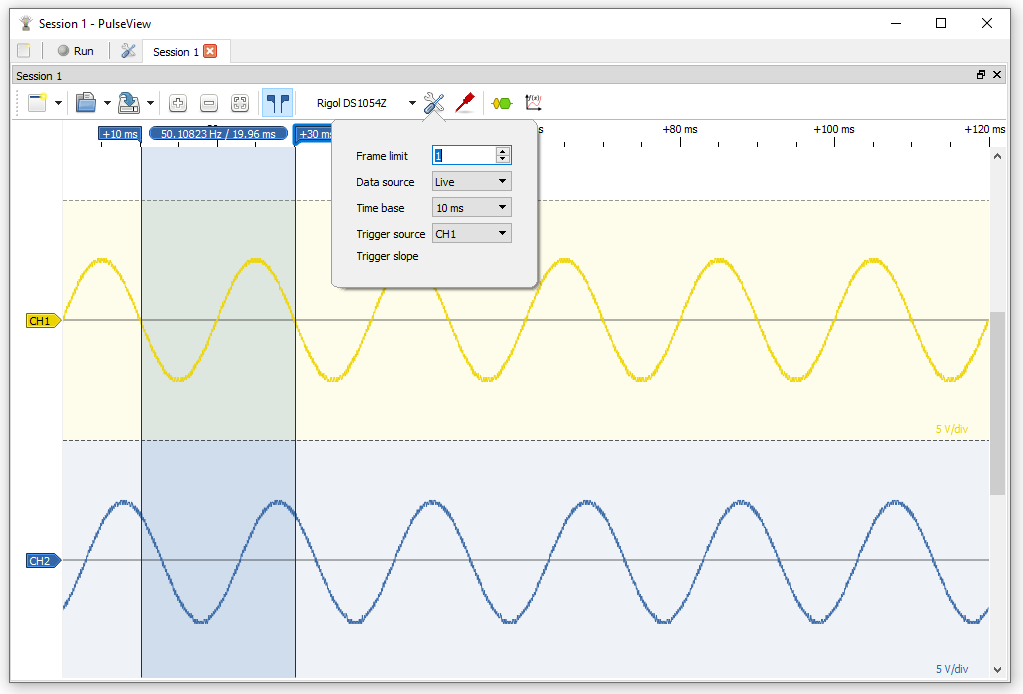 Session 1 - PulseView
Run
Session 1
Session 1
Rigol DS1054Z
f(x)
+10 ms
50.10823 Hz / 19.96 ms
+30 ms
+80 ms
+100 ms
+120 ms
Frame limit 1
Data source Live
Time base 10 ms
Trigger source CH1
Trigger slope
CH1
5 V/div
CH2
5 V/div